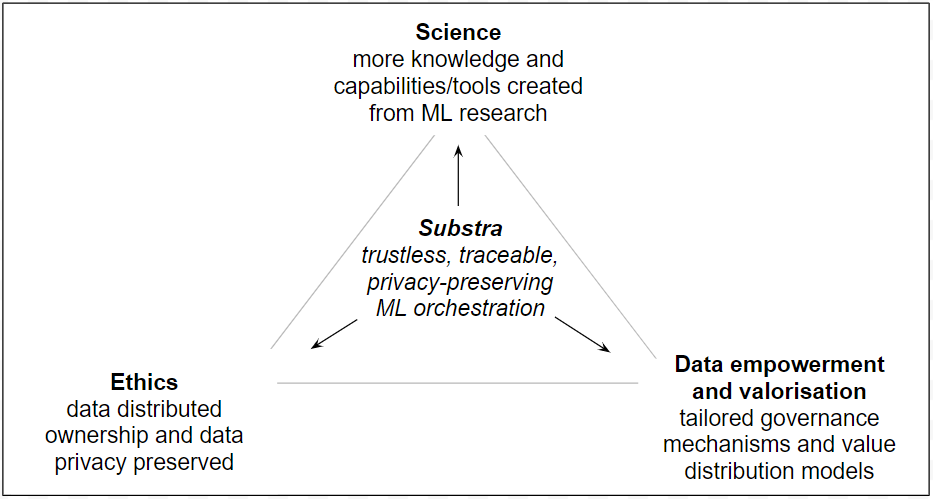 Science
more knowledge and
capabilities/tools created
from ML research
Substra
trustless, traceable,
privacy-preserving
ML orchestration
Ethics
data distributed
ownership and data
privacy preserved
Data empowerment
and valorisation
tailored governance
mechanisms and value
distribution models